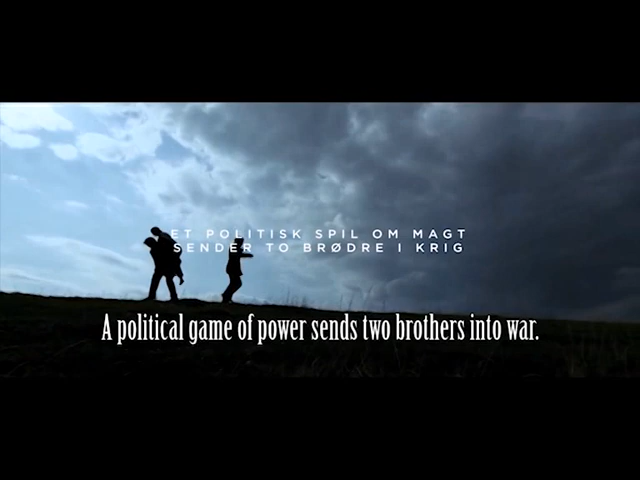 ET POLITISK SPIL OM MAGT
SENDER TO BRØDRE I KRIG
A political game of power sends two brothers into war.